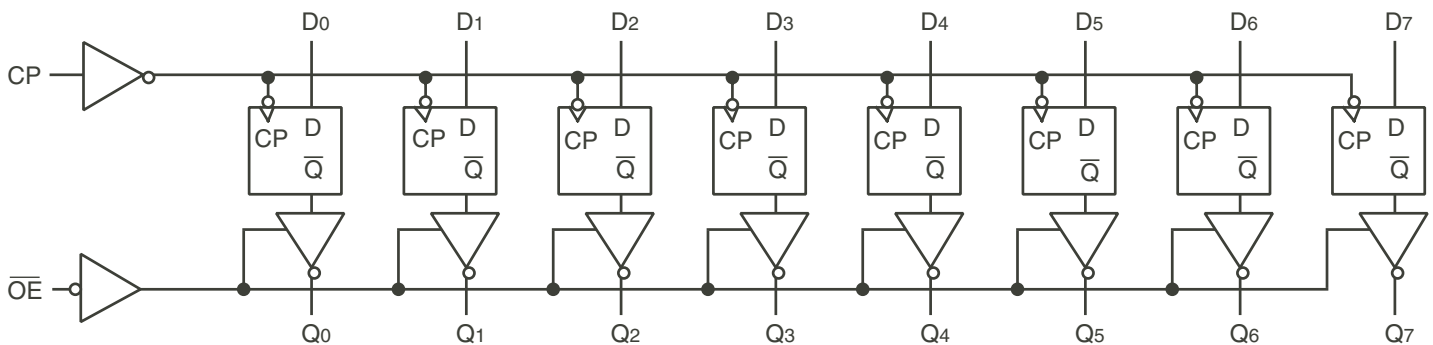 D0 D1 D2 D3 D4 D5 D6 D7
CP
CP D CP D CP D CP D CP D CP D CP D CP D
Q̅ Q̅ Q̅ Q̅ Q̅ Q̅ Q̅ Q̅
O̅E̅
Q0 Q1 Q2 Q3 Q4 Q5 Q6 Q7